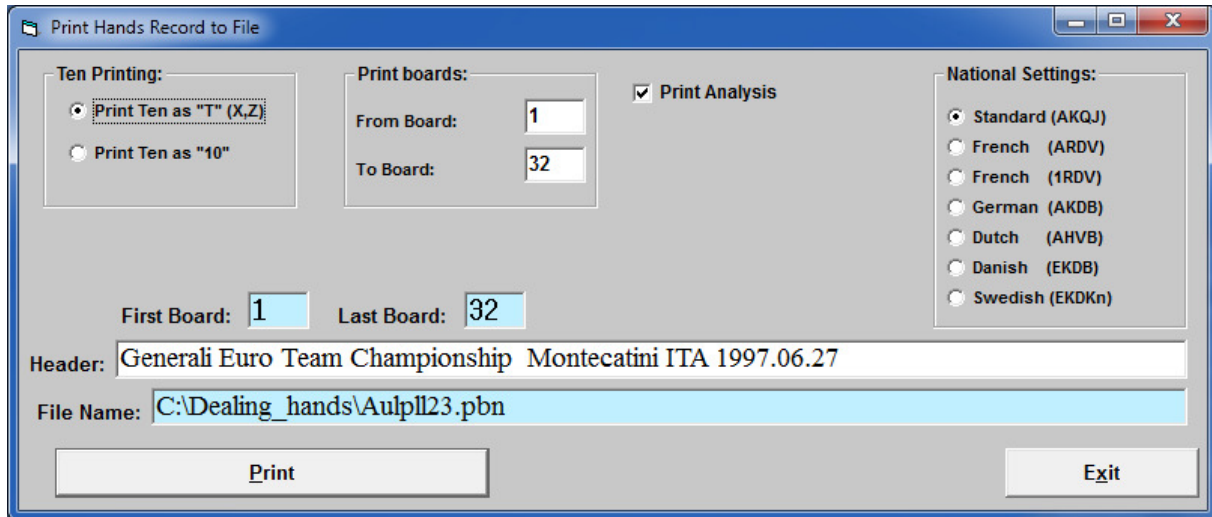 Print Hands Record to File
Ten Printing:
Print Ten as "T" (X,Z)
Print Ten as "10"
Print boards:
From Board: 1
To Board: 32
Print Analysis
National Settings:
Standard (AKQJ)
French (ARDV)
French (1RDV)
German (AKDB)
Dutch (AHVB)
Danish (EKDB)
Swedish (EKDKn)
First Board: 1 Last Board: 32
Header: Generali Euro Team Championship Montecatini ITA 1997.06.27
File Name: C:\Dealing_hands\Aulpll23.pbn
Print Exit